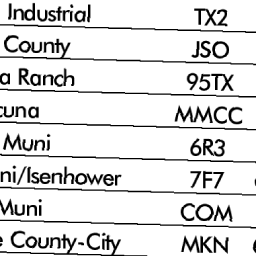 Industrial TX2
County JSO
a Ranch 95TX
cuna MMCC
Muni 6R3
ni/Isenhower 7F7
Muni COM
e County-City MKN